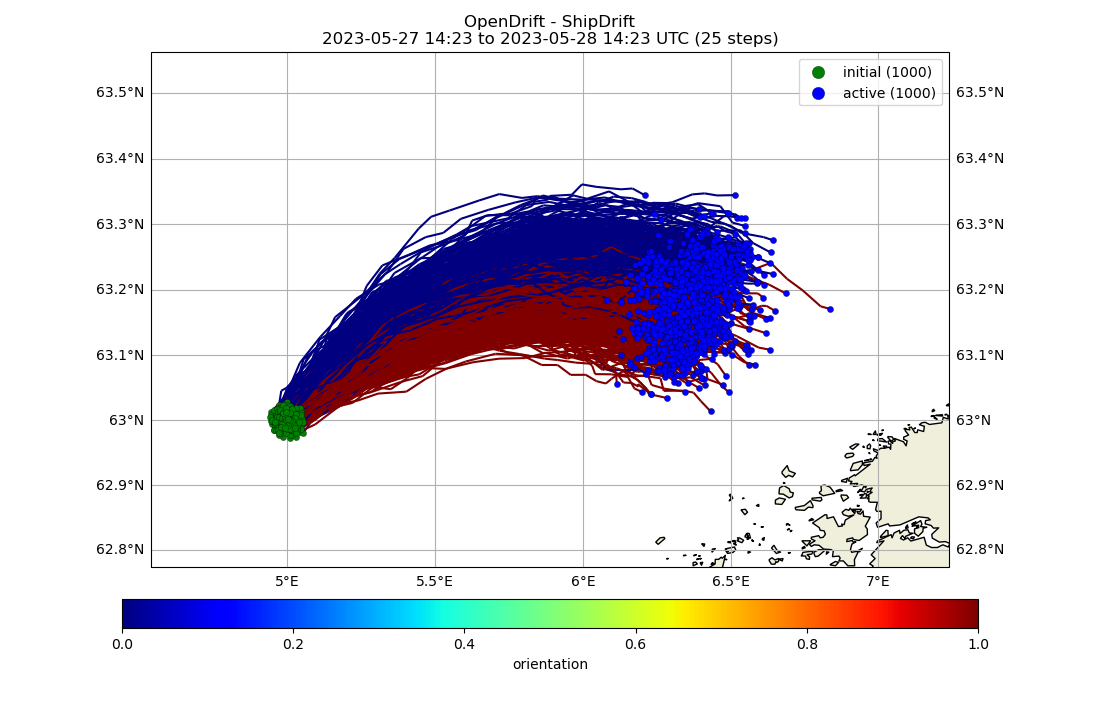 OpenDrift - ShipDrift
2023-05-27 14:23 to 2023-05-28 14:23 UTC (25 steps)
initial (1000)
active (1000)
63.5°N 63.5°N
63.4°N 63.4°N
63.3°N 63.3°N
63.2°N 63.2°N
63.1°N 63.1°N
63°N 63°N
62.9°N 62.9°N
62.8°N 62.8°N
5°E 5.5°E 6°E 6.5°E 7°E
0.0 0.2 0.4 0.6 0.8 1.0
orientation